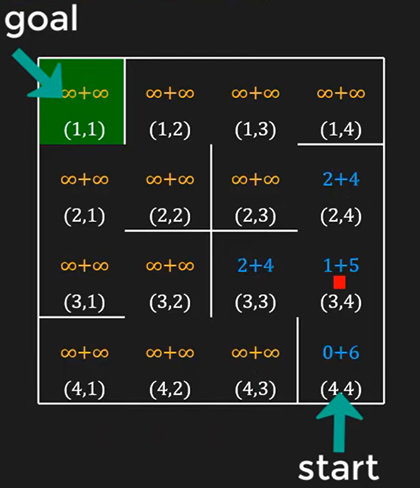 goal
∞+∞ ∞+∞ ∞+∞ ∞+∞
(1,1) (1,2) (1,3) (1,4)
∞+∞ ∞+∞ ∞+∞ 2+4
(2,1) (2,2) (2,3) (2,4)
∞+∞ ∞+∞ 2+4 1+5
(3,1) (3,2) (3,3) (3,4)
∞+∞ ∞+∞ ∞+∞ 0+6
(4,1) (4,2) (4,3) (4,4)
start